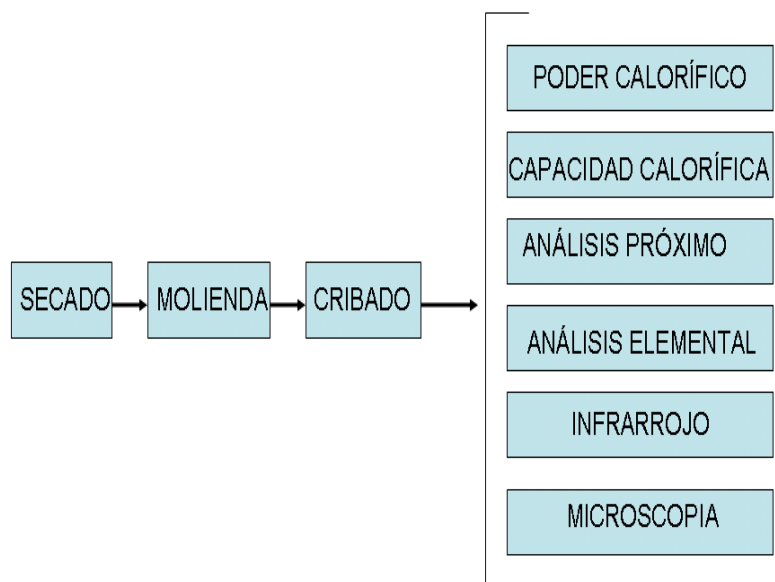 SECADO
MOLIENDA
CRIBADO
PODER CALORÍFICO
CAPACIDAD CALORÍFICA
ANÁLISIS PRÓXIMO
ANÁLISIS ELEMENTAL
INFRARROJO
MICROSCOPIA